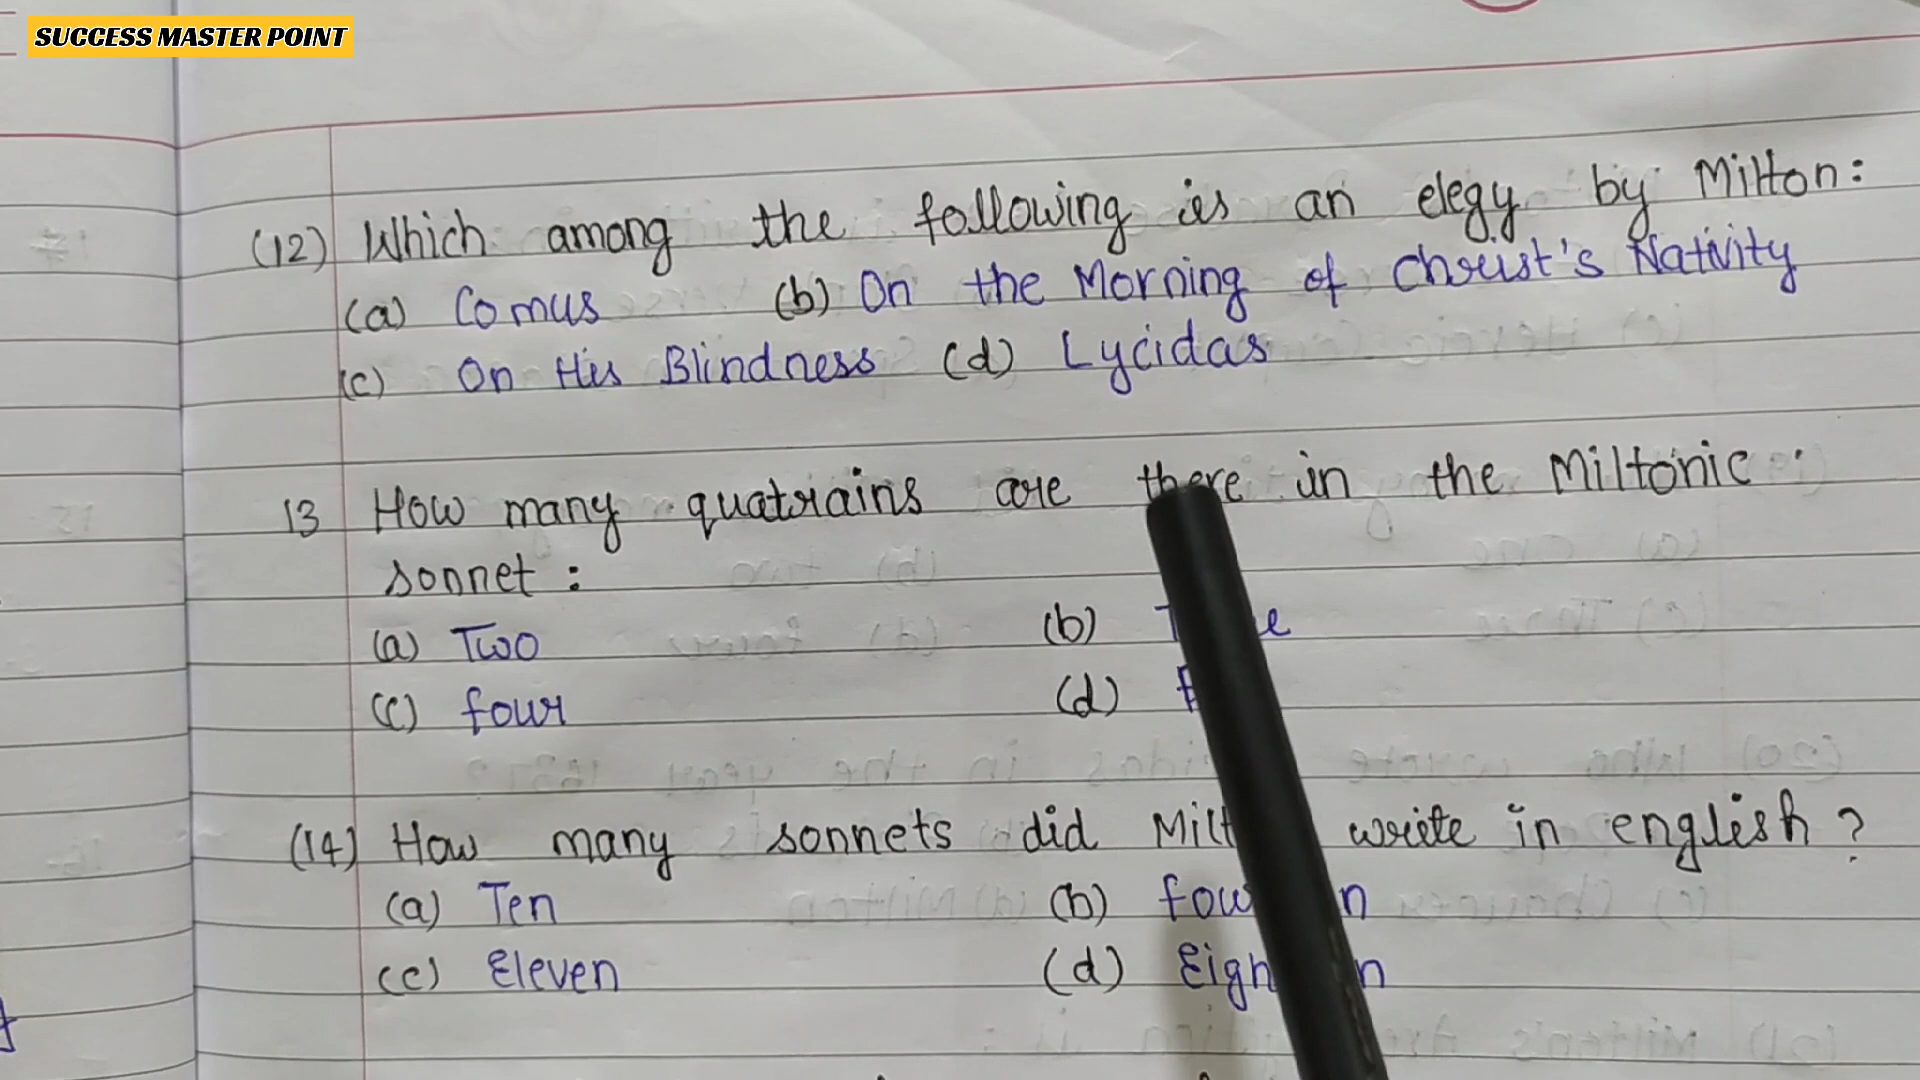 SUCCESS MASTER POINT
(12) Which among the following is an elegy by Milton:
(a) Comus (b) On the Morning of Christ's Nativity
(c) On His Blindness (d) Lycidas
13 How many quatrains are there in the Miltonic
sonnet:
(a) Two (b)
(c) four (d)
(14) How many sonnets did write in english?
(a) Ten (b)
(c) Eleven (d)